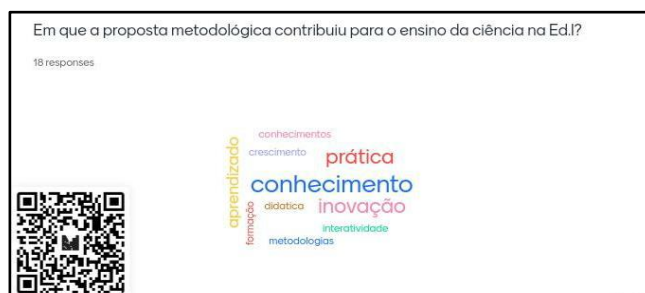 Em que a proposta metodológica contribuiu para o ensino da ciência na Ed.I?
18 responses
conhecimentos
crescimento
prática
aprendizado
conhecimento
didatica
inovação
formação
interatividade
metodologias